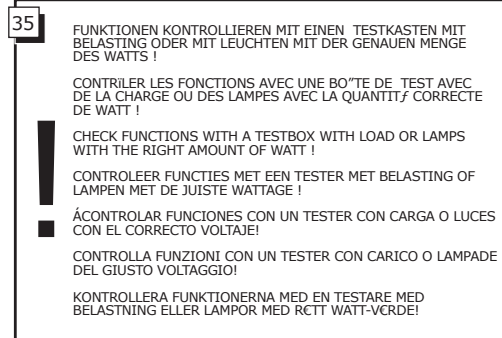 35
FUNKTIONEN KONTROLLIEREN MIT EINEN TESTKASTEN MIT
BELASTING ODER MIT LEUCHTEN MIT DER GENAUEN MENGE
DES WATTS !
CONTRïLER LES FONCTIONS AVEC UNE BO”TE DE TEST AVEC
DE LA CHARGE OU DES LAMPES AVEC LA QUANTITƒ CORRECTE
DE WATT !
!
CHECK FUNCTIONS WITH A TESTBOX WITH LOAD OR LAMPS
WITH THE RIGHT AMOUNT OF WATT !
CONTROLEER FUNCTIES MET EEN TESTER MET BELASTING OF
LAMPEN MET DE JUISTE WATTAGE !
ÁCONTROLAR FUNCIONES CON UN TESTER CON CARGA O LUCES
CON EL CORRECTO VOLTAJE!
CONTROLLA FUNZIONI CON UN TESTER CON CARICO O LAMPADE
DEL GIUSTO VOLTAGGIO!
KONTROLLERA FUNKTIONERNA MED EN TESTARE MED
BELASTNING ELLER LAMPOR MED R€TT WATT-V€RDE!